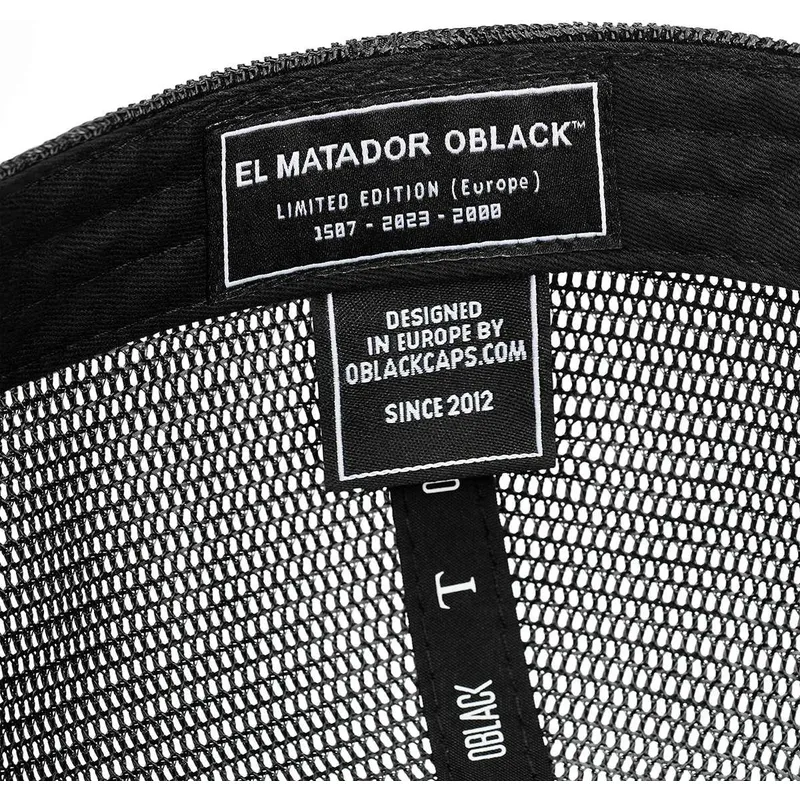 EL MATADOR OBLACK™
LIMITED EDITION (Europe)
1507 - 2023 - 2000
DESIGNED
IN EUROPE BY
OBLACKCAPS.COM
SINCE 2012
T
OBLACK